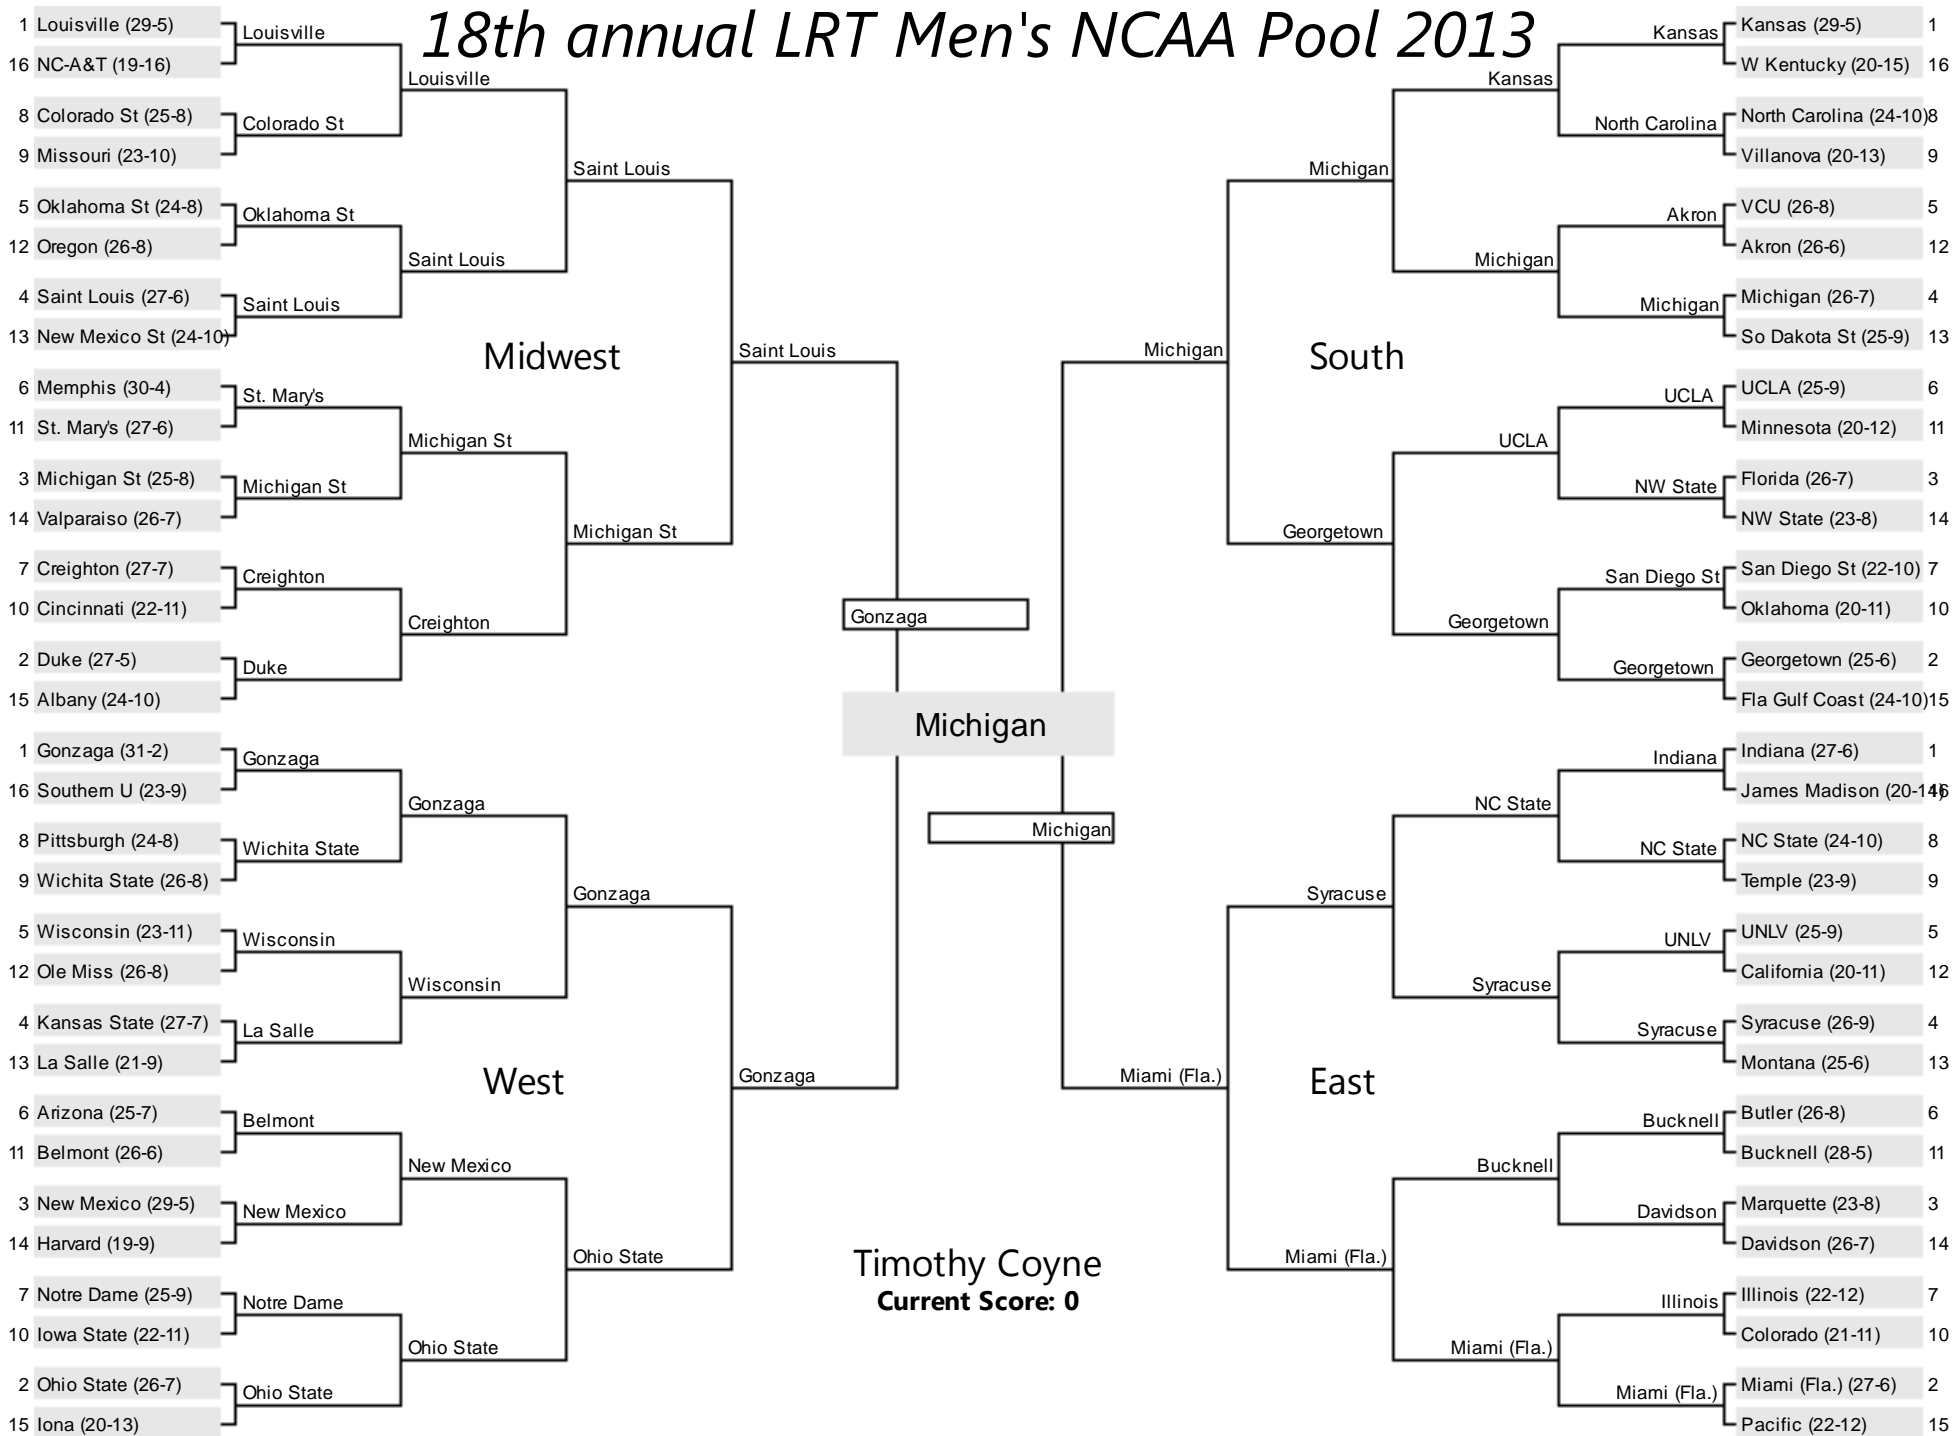 18th annual LRT Men's NCAA Pool 2013
1 Louisville (29-5)
16 NC-A&T (19-16)
8 Colorado St (25-8)
9 Missouri (23-10)
5 Oklahoma St (24-8)
12 Oregon (26-8)
4 Saint Louis (27-6)
13 New Mexico St (24-10)
6 Memphis (30-4)
11 St. Mary's (27-6)
3 Michigan St (25-8)
14 Valparaiso (26-7)
7 Creighton (27-7)
10 Cincinnati (22-11)
2 Duke (27-5)
15 Albany (24-10)
1 Gonzaga (31-2)
16 Southern U (23-9)
8 Pittsburgh (24-8)
9 Wichita State (26-8)
5 Wisconsin (23-11)
12 Ole Miss (26-8)
4 Kansas State (27-7)
13 La Salle (21-9)
6 Arizona (25-7)
11 Belmont (26-6)
3 New Mexico (29-5)
14 Harvard (19-9)
7 Notre Dame (25-9)
10 Iowa State (22-11)
2 Ohio State (26-7)
15 Iona (20-13)
Louisville
Colorado St
Oklahoma St
Saint Louis
St. Mary's
Michigan St
Creighton
Duke
Gonzaga
Wichita State
Wisconsin
La Salle
Belmont
New Mexico
Notre Dame
Ohio State
Louisville
Saint Louis
Michigan St
Creighton
Gonzaga
Wisconsin
New Mexico
Ohio State
Saint Louis
Michigan St
Gonzaga
Ohio State
Midwest
West
Saint Louis
Gonzaga
Gonzaga
Michigan
Michigan
Timothy Coyne
Current Score: 0
Michigan
Miami (Fla.)
South
East
Michigan
Georgetown
Syracuse
Miami (Fla.)
Kansas
Michigan
UCLA
Georgetown
NC State
Syracuse
Bucknell
Miami (Fla.)
Kansas
North Carolina
Akron
Michigan
UCLA
NW State
San Diego St
Georgetown
Indiana
NC State
UNLV
Syracuse
Bucknell
Davidson
Illinois
Miami (Fla.)
Kansas (29-5) 1
W Kentucky (20-15) 16
North Carolina (24-10) 8
Villanova (20-13) 9
VCU (26-8) 5
Akron (26-6) 12
Michigan (26-7) 4
So Dakota St (25-9) 13
UCLA (25-9) 6
Minnesota (20-12) 11
Florida (26-7) 3
NW State (23-8) 14
San Diego St (22-10) 7
Oklahoma (20-11) 10
Georgetown (25-6) 2
Fla Gulf Coast (24-10) 15
Indiana (27-6) 1
James Madison (20-14) 16
NC State (24-10) 8
Temple (23-9) 9
UNLV (25-9) 5
California (20-11) 12
Syracuse (26-9) 4
Montana (25-6) 13
Butler (26-8) 6
Bucknell (28-5) 11
Marquette (23-8) 3
Davidson (26-7) 14
Illinois (22-12) 7
Colorado (21-11) 10
Miami (Fla.) (27-6) 2
Pacific (22-12) 15